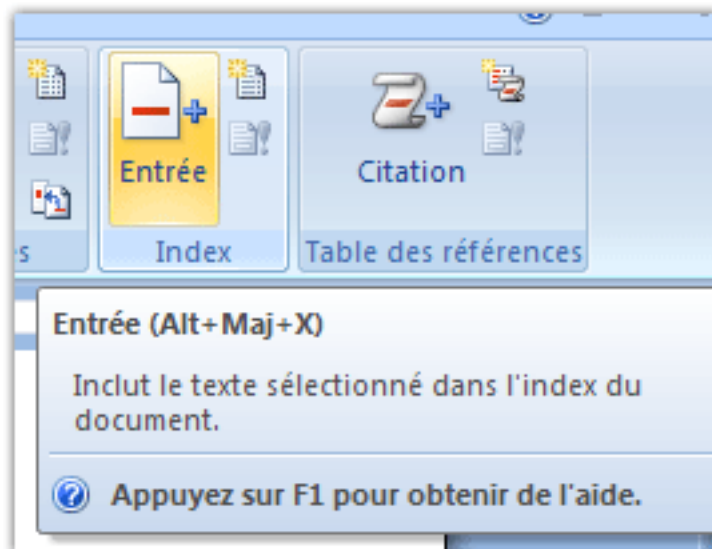 Entrée
Citation
s
Index
Table des références
Entrée (Alt+Maj+X)
Inclut le texte sélectionné dans l'index du
document.
Appuyez sur F1 pour obtenir de l'aide.